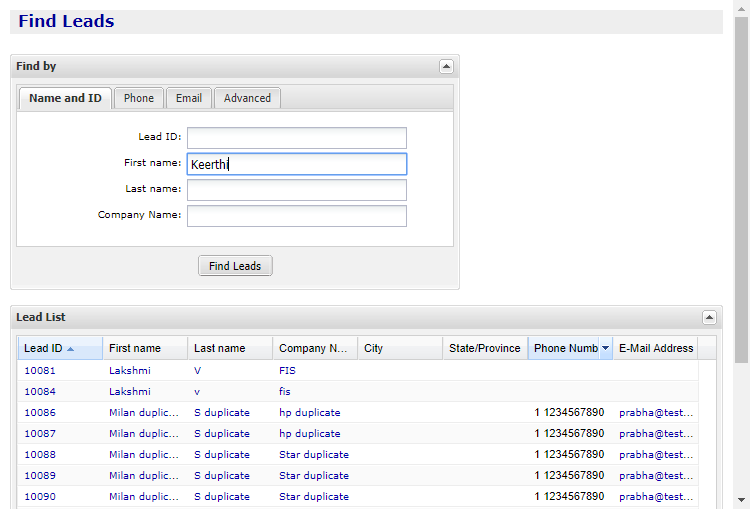 Find Leads
Find by
Name and ID Phone Email Advanced
Lead ID:
First name: Keerthi
Last name:
Company Name:
Find Leads
Lead List
Lead ID First name Last name Company N... City State/Province Phone Numb E-Mail Address
10081 Lakshmi V FIS
10084 Lakshmi v fis
10086 Milan duplic... S duplicate hp duplicate 1 1234567890 prabha@test...
10087 Milan duplic... S duplicate hp duplicate 1 1234567890 prabha@test...
10088 Milan duplic... S duplicate Star duplicate 1 1234567890 prabha@test...
10089 Milan duplic... S duplicate Star duplicate 1 1234567890 prabha@test...
10090 Milan duplic... S duplicate Star duplicate 1 1234567890 prabha@test...